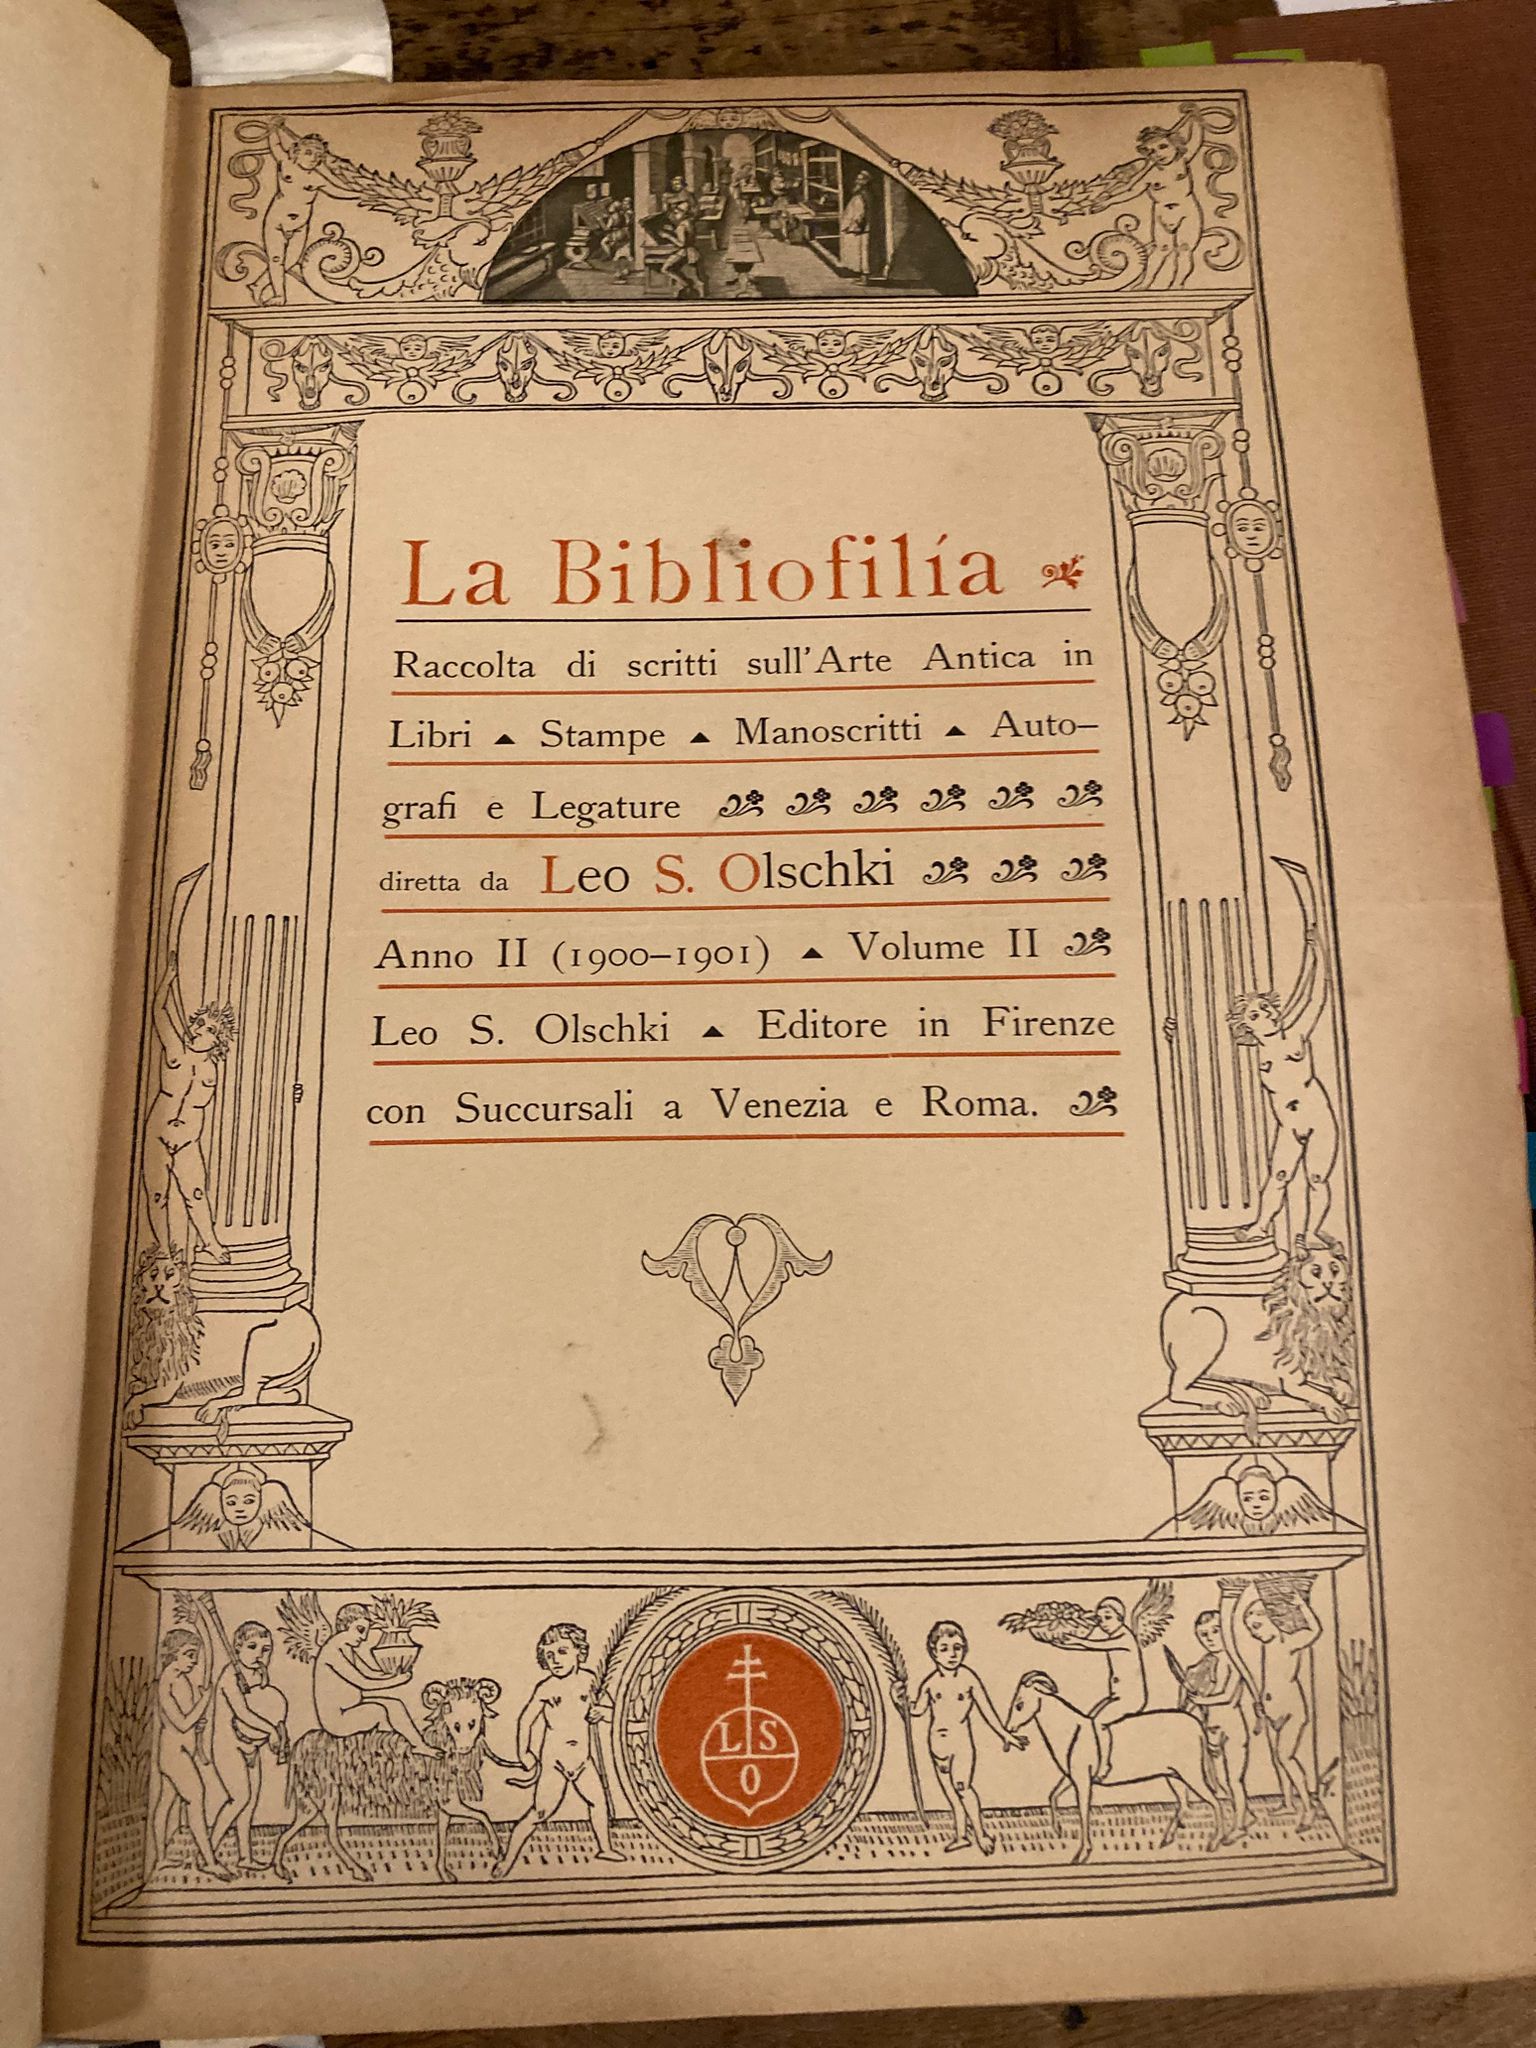 La Bibliofilía
Raccolta di scritti sull'Arte Antica in
Libri ▲ Stampe ▲ Manoscritti ▲ Auto-
grafi e Legature
diretta da Leo S. Olschki
Anno II (1900-1901) ▲ Volume II
Leo S. Olschki ▲ Editore in Firenze
con Succursali a Venezia e Roma.
L S
O